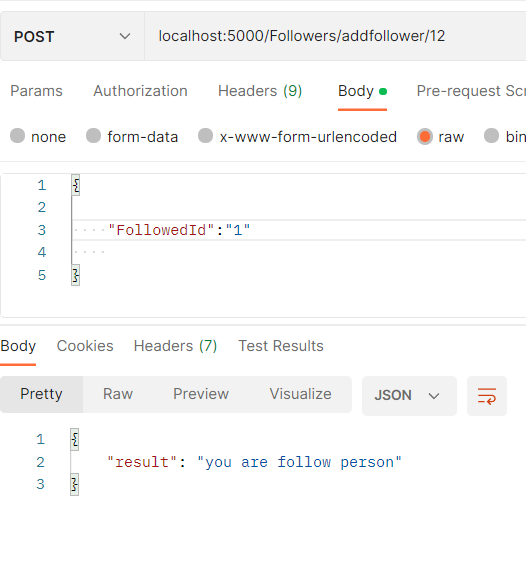 POST localhost:5000/Followers/addfollower/12
Params Authorization Headers (9) Body Pre-request Scr
none form-data x-www-form-urlencoded raw bin
1 {
2
3 "FollowedId":"1"
4
5 }
Body Cookies Headers (7) Test Results
Pretty Raw Preview Visualize JSON
1 {
2 "result": "you are follow person"
3 }